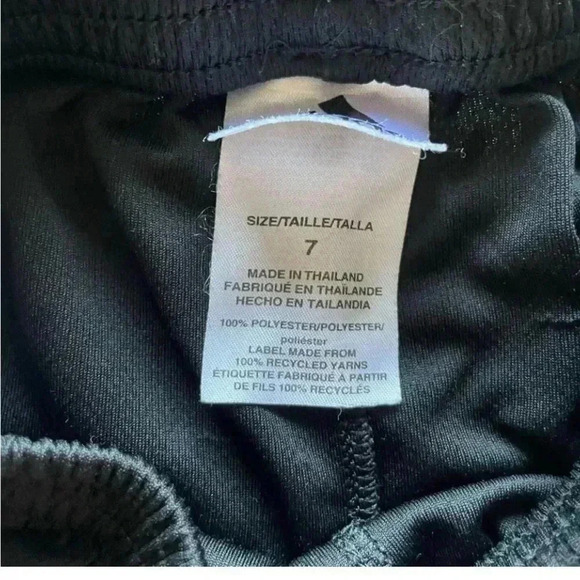 SIZE/TAILLE/TALLA
7
MADE IN THAILAND
FABRIQUÉ EN THAÏLANDE
HECHO EN TAILANDIA
100% POLYESTER/POLYESTER/
poliéster
LABEL MADE FROM
100% RECYCLED YARNS
ÉTIQUETTE FABRIQUÉ À PARTIR
DE FILS 100% RECYCLÉS